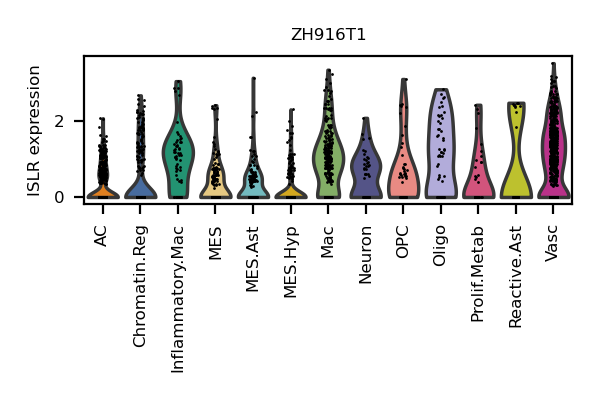 ZH916T1
ISLR expression
2
0
AC
Chromatin.Reg
Inflammatory.Mac
MES
MES.Ast
MES.Hyp
Mac
Neuron
OPC
Oligo
Prolif.Metab
Reactive.Ast
Vasc